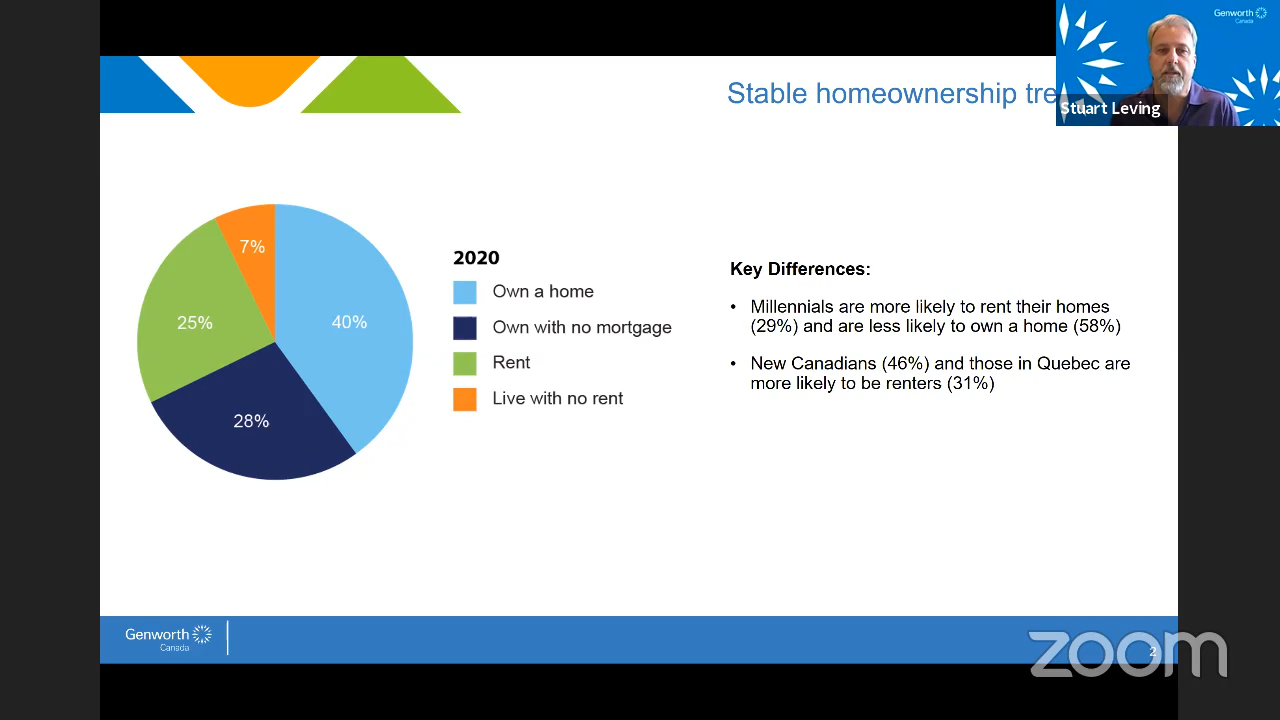 Genworth
Canada
Stable homeownership tre
Stuart Leving
7%
25%
40%
28%
2020
Own a home
Own with no mortgage
Rent
Live with no rent
Key Differences:
• Millennials are more likely to rent their homes
(29%) and are less likely to own a home (58%)
• New Canadians (46%) and those in Quebec are
more likely to be renters (31%)
Genworth
Canada
2
zoom